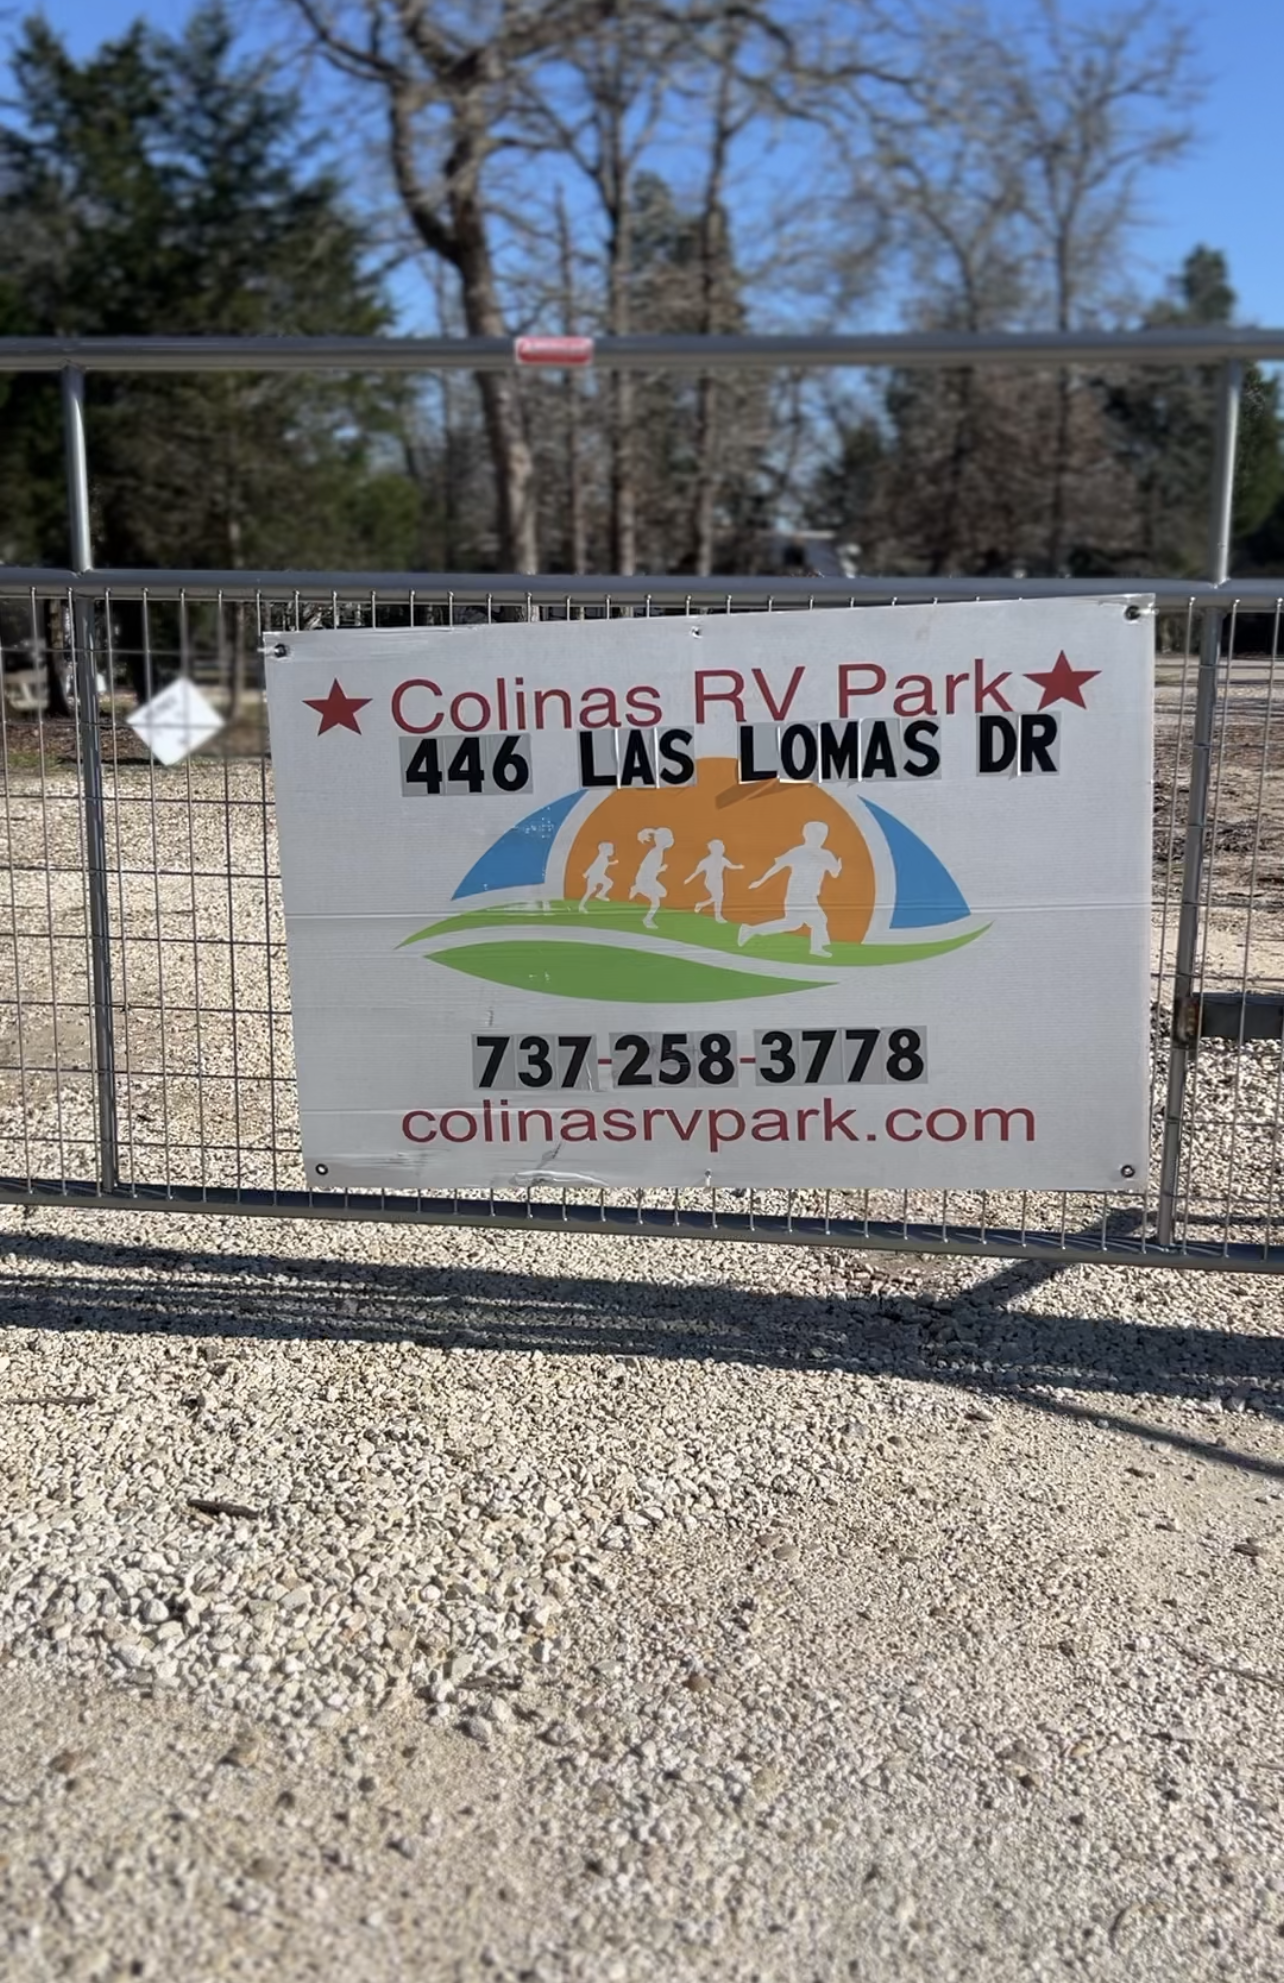 Colinas RV Park
446 LAS LOMAS DR
737-258-3778
colinasrvpark.com